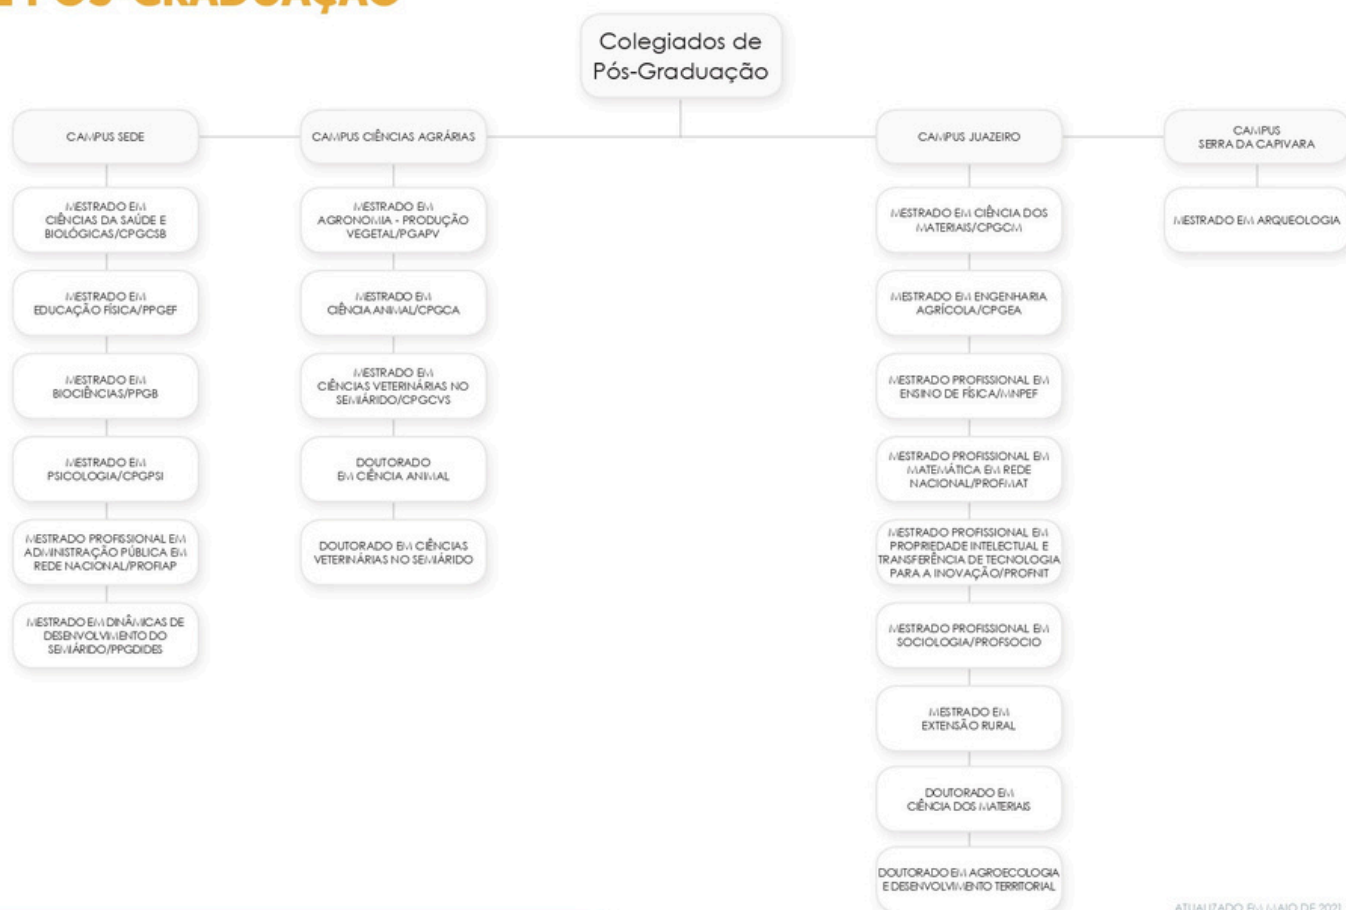 PÓS-GRADUAÇÃO
Colegiados de
Pós-Graduação
CAMPUS SEDE
MESTRADO EM
CIÊNCIAS DA SAÚDE E
BIOLÓGICAS/CPGCSB
MESTRADO EM
EDUCAÇÃO FÍSICA/PPGEF
MESTRADO EM
BIOCIÊNCIAS/PPGB
MESTRADO EM
PSICOLOGIA/CPGPSI
MESTRADO PROFISSIONAL EM
ADMINISTRAÇÃO PÚBLICA EM
REDE NACIONAL/PROFIAP
MESTRADO EM DINÂMICAS DE
DESENVOLVIMENTO DO
SEMIÁRIDO/PPGDIDES
CAMPUS CIÊNCIAS AGRÁRIAS
MESTRADO EM
AGRONOMIA - PRODUÇÃO
VEGETAL/PGAPV
MESTRADO EM
CIÊNCIA ANIMAL/CPGCA
MESTRADO EM
CIÊNCIAS VETERINÁRIAS NO
SEMIÁRIDO/CPGCVS
DOUTORADO
EM CIÊNCIA ANIMAL
DOUTORADO EM CIÊNCIAS
VETERINÁRIAS NO SEMIÁRIDO
CAMPUS JUAZEIRO
MESTRADO EM CIÊNCIA DOS
MATERIAIS/CPGCM
MESTRADO EM ENGENHARIA
AGRÍCOLA/CPGEA
MESTRADO PROFISSIONAL EM
ENSINO DE FÍSICA/MNPEF
MESTRADO PROFISSIONAL EM
MATEMÁTICA EM REDE
NACIONAL/PROFMAT
MESTRADO PROFISSIONAL EM
PROPRIEDADE INTELECTUAL E
TRANSFERÊNCIA DE TECNOLOGIA
PARA A INOVAÇÃO/PROFNIT
MESTRADO PROFISSIONAL EM
SOCIOLOGIA/PROFSOCIO
MESTRADO EM
EXTENSÃO RURAL
DOUTORADO EM
CIÊNCIA DOS MATERIAIS
DOUTORADO EM AGROECOLOGIA
E DESENVOLVIMENTO TERRITORIAL
CAMPUS
SERRA DA CAPIVARA
MESTRADO EM ARQUEOLOGIA
ATUALIZADO EM MAIO DE 2021